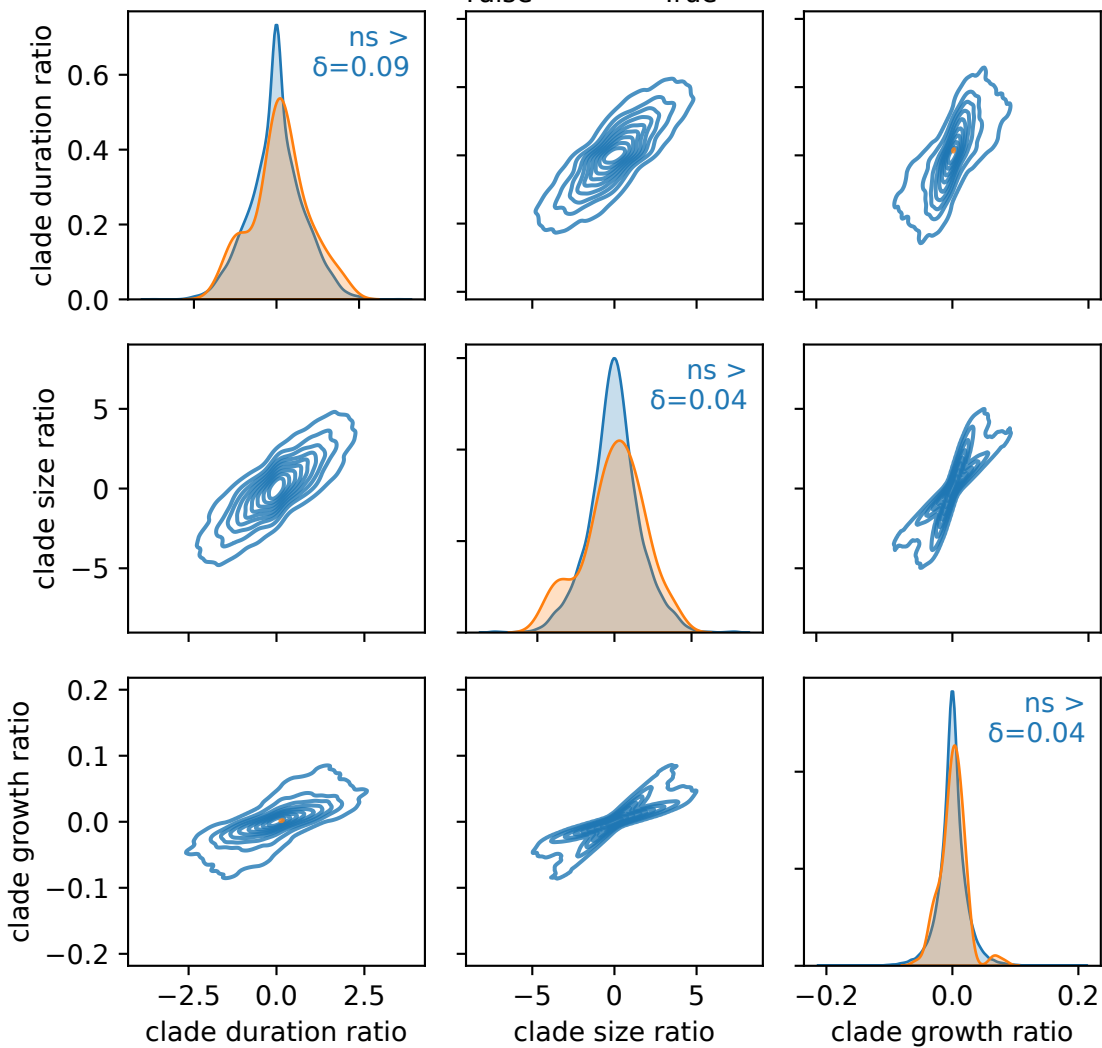 clade duration ratio
0.6
0.4
0.2
0.0
ns >
δ=0.09
clade size ratio
5
0
−5
ns >
δ=0.04
clade growth ratio
0.2
0.1
0.0
−0.1
−0.2
ns >
δ=0.04
−2.5 0.0 2.5
clade duration ratio
−5 0 5
clade size ratio
−0.2 0.0 0.2
clade growth ratio